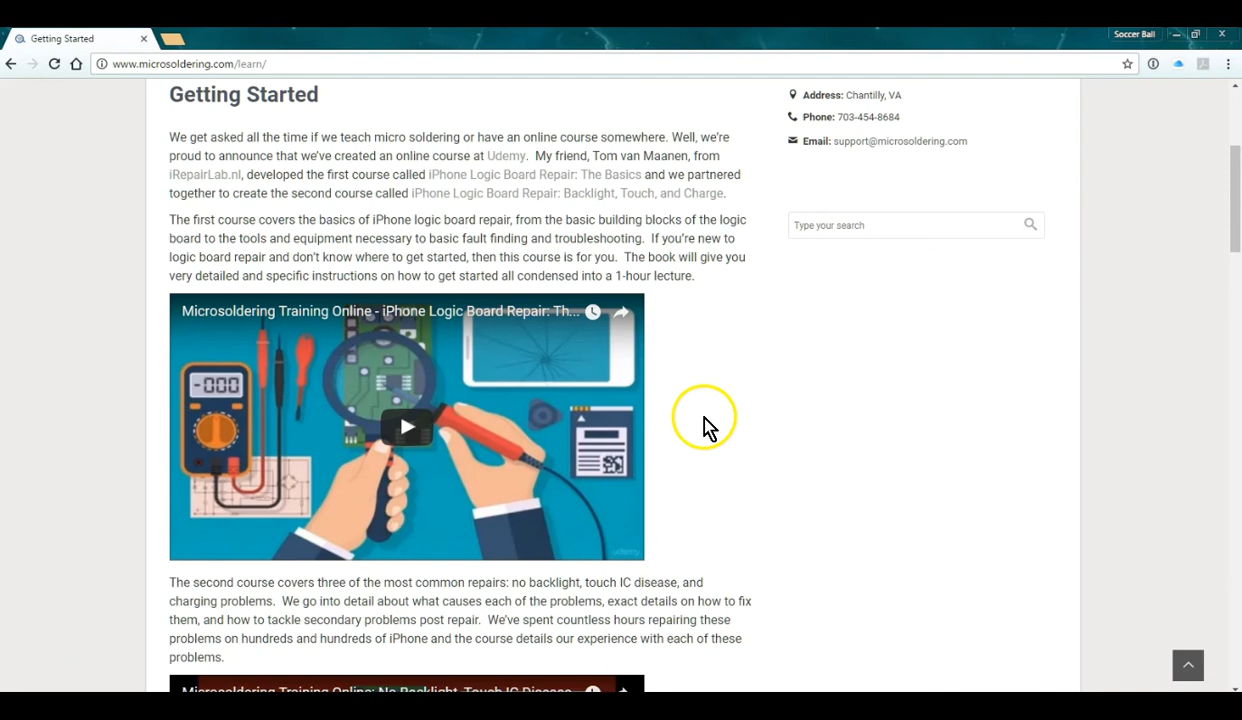 Getting Started
Soccer Ball
www.microsoldering.com/learn/
Getting Started
We get asked all the time if we teach micro soldering or have an online course somewhere. Well, we're
proud to announce that we've created an online course at Udemy. My friend, Tom van Maanen, from
iRepairLab.nl, developed the first course called iPhone Logic Board Repair: The Basics and we partnered
together to create the second course called iPhone Logic Board Repair: Backlight, Touch, and Charge.
The first course covers the basics of iPhone logic board repair, from the basic building blocks of the logic
board to the tools and equipment necessary to basic fault finding and troubleshooting. If you're new to
logic board repair and don't know where to get started, then this course is for you. The book will give you
very detailed and specific instructions on how to get started all condensed into a 1-hour lecture.
Microsoldering Training Online - iPhone Logic Board Repair: Th...
-000
udemy
The second course covers three of the most common repairs: no backlight, touch IC disease, and
charging problems. We go into detail about what causes each of the problems, exact details on how to fix
them, and how to tackle secondary problems post repair. We've spent countless hours repairing these
problems on hundreds and hundreds of iPhone and the course details our experience with each of these
problems.
Microsoldering Training Online: No Backlight, Touch IC Disease
Address: Chantilly, VA
Phone: 703-454-8684
Email: support@microsoldering.com
Type your search